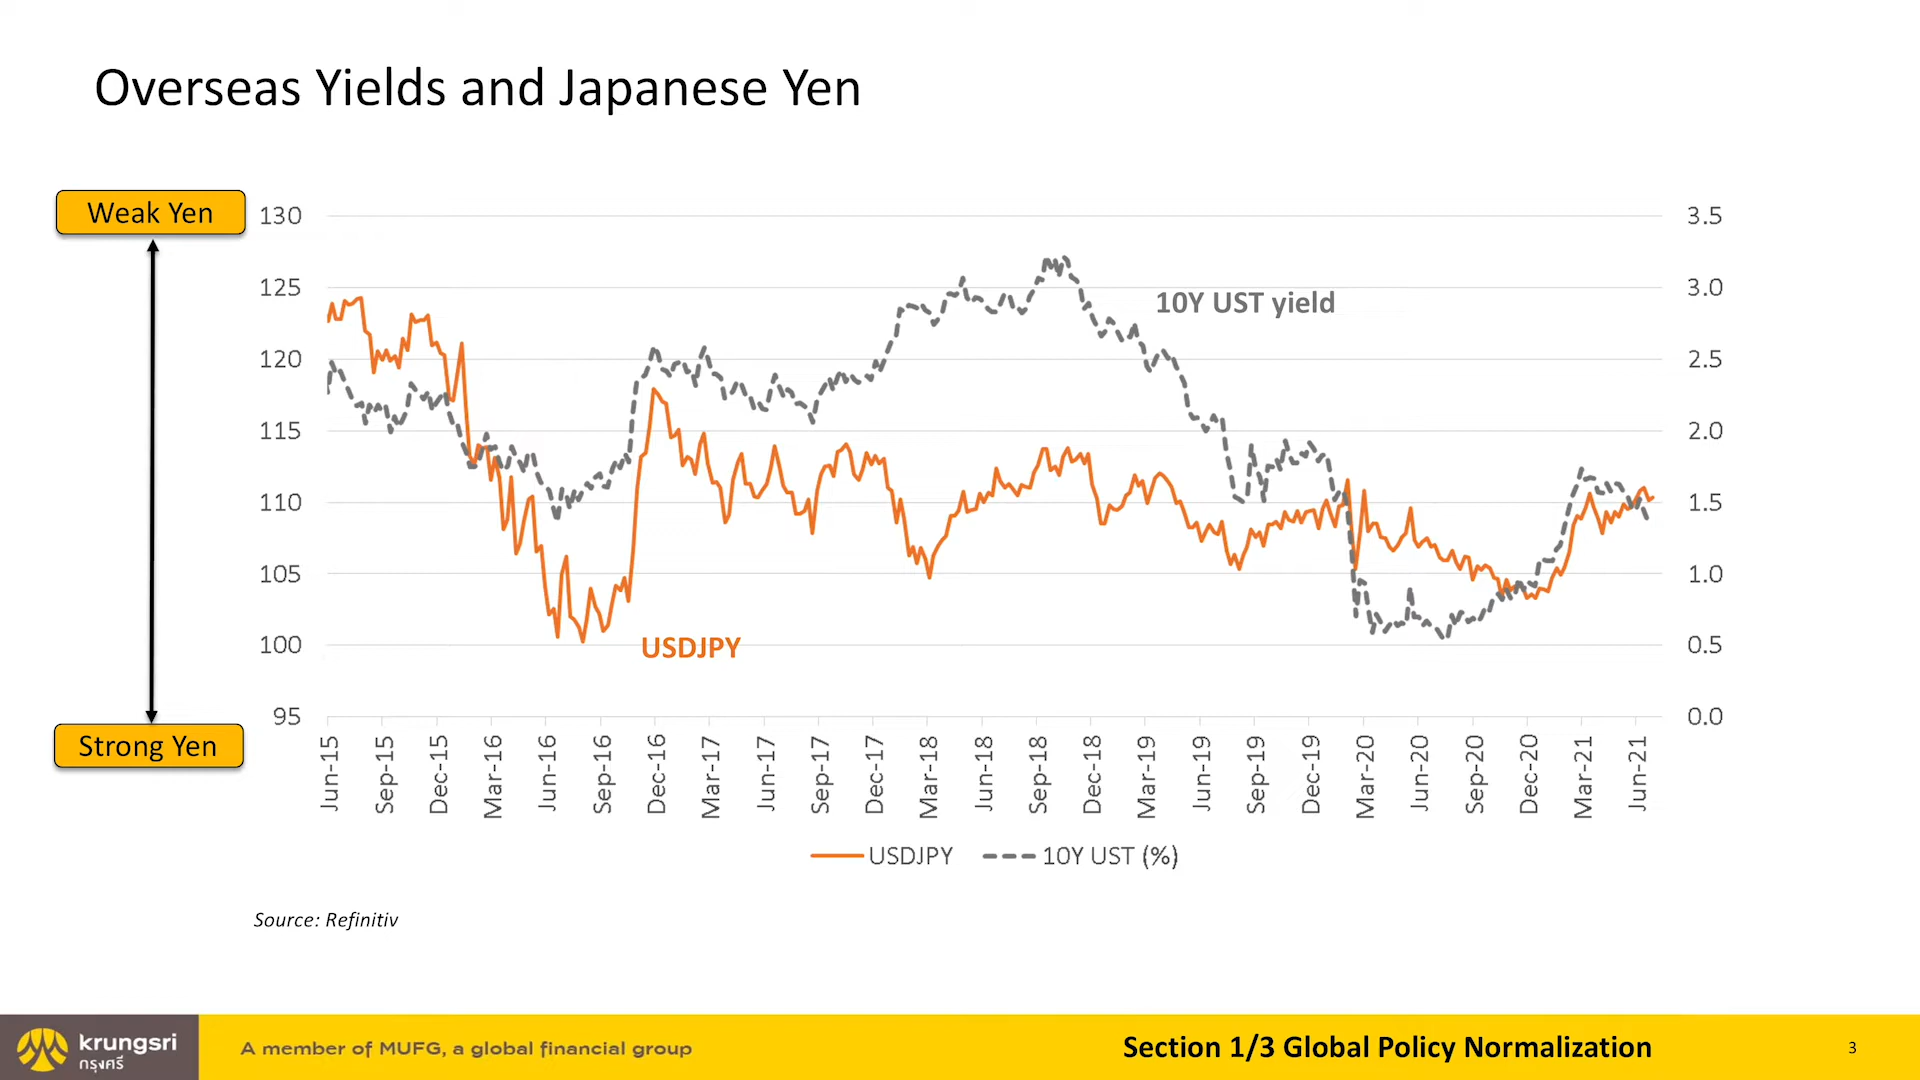 Overseas Yields and Japanese Yen
Weak Yen
Strong Yen
130
125
120
115
110
105
100
95
3.5
3.0
2.5
2.0
1.5
1.0
0.5
0.0
10Y UST yield
USDJPY
Jun-15
Sep-15
Dec-15
Mar-16
Jun-16
Sep-16
Dec-16
Mar-17
Jun-17
Sep-17
Dec-17
Mar-18
Jun-18
Sep-18
Dec-18
Mar-19
Jun-19
Sep-19
Dec-19
Mar-20
Jun-20
Sep-20
Dec-20
Mar-21
Jun-21
USDJPY
10Y UST (%)
Source: Refinitiv
krungsri
กรุงศรี
A member of MUFG, a global financial group
Section 1/3 Global Policy Normalization
3